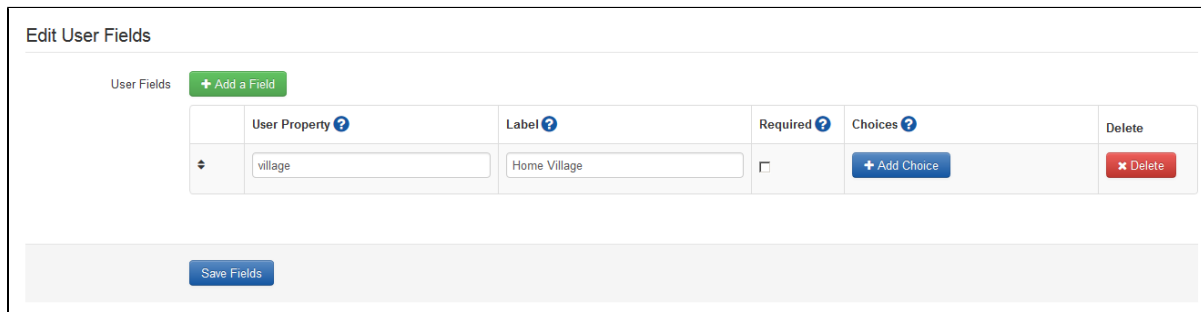 Edit User Fields
User Fields + Add a Field
User Property ? Label ? Required ? Choices ? Delete
village Home Village + Add Choice × Delete
Save Fields